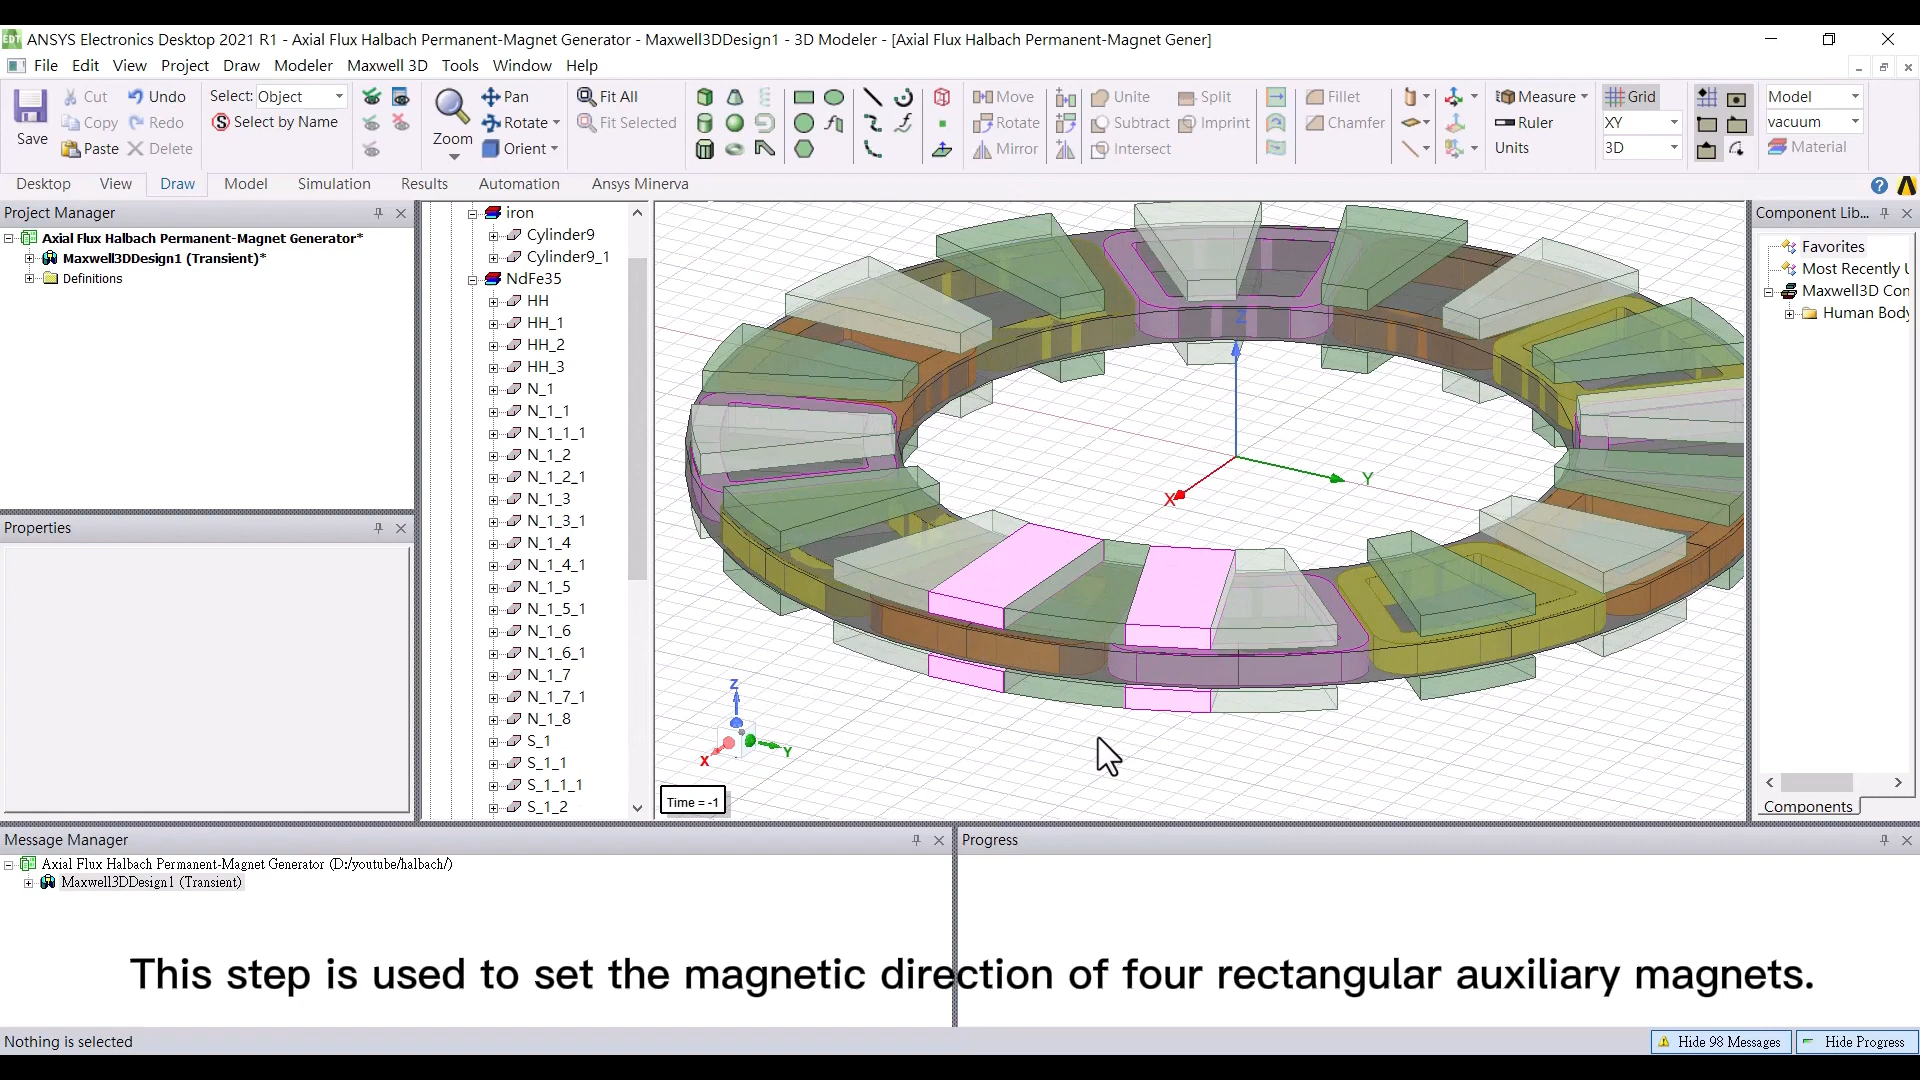 ANSYS Electronics Desktop 2021 R1 - Axial Flux Halbach Permanent-Magnet Generator - Maxwell3DDesign1 - 3D Modeler - [Axial Flux Halbach Permanent-Magnet Gener]
File Edit View Project Draw Modeler Maxwell 3D Tools Window Help
Save Cut Undo Select: Object Zoom Pan Fit All Move Unite Split Fillet Measure Grid Model
Copy Redo Select by Name Rotate Fit Selected Rotate Subtract Imprint Chamfer Ruler XY vacuum
Paste Delete Orient Mirror Intersect Units 3D Material
Desktop View Draw Model Simulation Results Automation Ansys Minerva
Project Manager
Axial Flux Halbach Permanent-Magnet Generator*
Maxwell3DDesign1 (Transient)*
Definitions
Properties
iron
Cylinder9
Cylinder9_1
NdFe35
HH
HH_1
HH_2
HH_3
N_1
N_1_1
N_1_1_1
N_1_2
N_1_2_1
N_1_3
N_1_3_1
N_1_4
N_1_4_1
N_1_5
N_1_5_1
N_1_6
N_1_6_1
N_1_7
N_1_7_1
N_1_8
S_1
S_1_1
S_1_1_1
S_1_2
Z
Y
X
Z
Y
X
Time = -1
Component Lib...
Favorites
Most Recently U
Maxwell3D Con
Human Body
Components
Message Manager
Axial Flux Halbach Permanent-Magnet Generator (D:/youtube/halbach/)
Maxwell3DDesign1 (Transient)
Progress
This step is used to set the magnetic direction of four rectangular auxiliary magnets.
Nothing is selected
Hide 98 Messages
Hide Progress